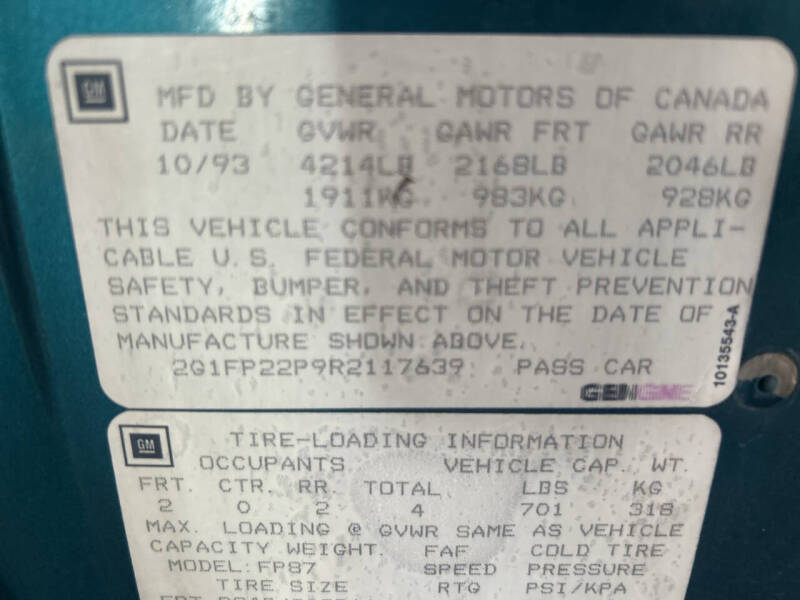 GM
MFD BY GENERAL MOTORS OF CANADA
DATE GVWR GAWR FRT GAWR RR
10/93 4214LB 2168LB 2046LB
1911KG 983KG 928KG
THIS VEHICLE CONFORMS TO ALL APPLI-
CABLE U.S. FEDERAL MOTOR VEHICLE
SAFETY, BUMPER, AND THEFT PREVENTION
STANDARDS IN EFFECT ON THE DATE OF
MANUFACTURE SHOWN ABOVE.
2G1FP22P9R2117639 PASS CAR
10135543-A
GM
TIRE-LOADING INFORMATION
OCCUPANTS VEHICLE CAP. WT.
FRT. CTR. RR. TOTAL LBS KG
2 0 2 4 701 318
MAX. LOADING @ GVWR SAME AS VEHICLE
CAPACITY WEIGHT. FAF COLD TIRE
MODEL: FP87 SPEED PRESSURE
TIRE SIZE RTG PSI/KPA